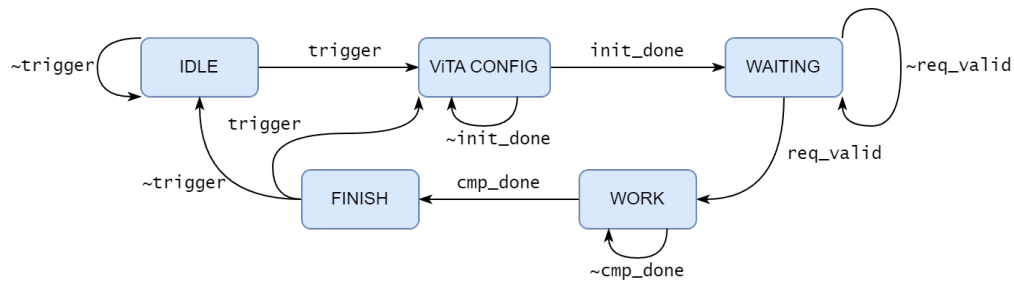 ~trigger
IDLE
trigger
ViTA CONFIG
init_done
WAITING
~req_valid
trigger
~init_done
req_valid
~trigger
FINISH
cmp_done
WORK
~cmp_done